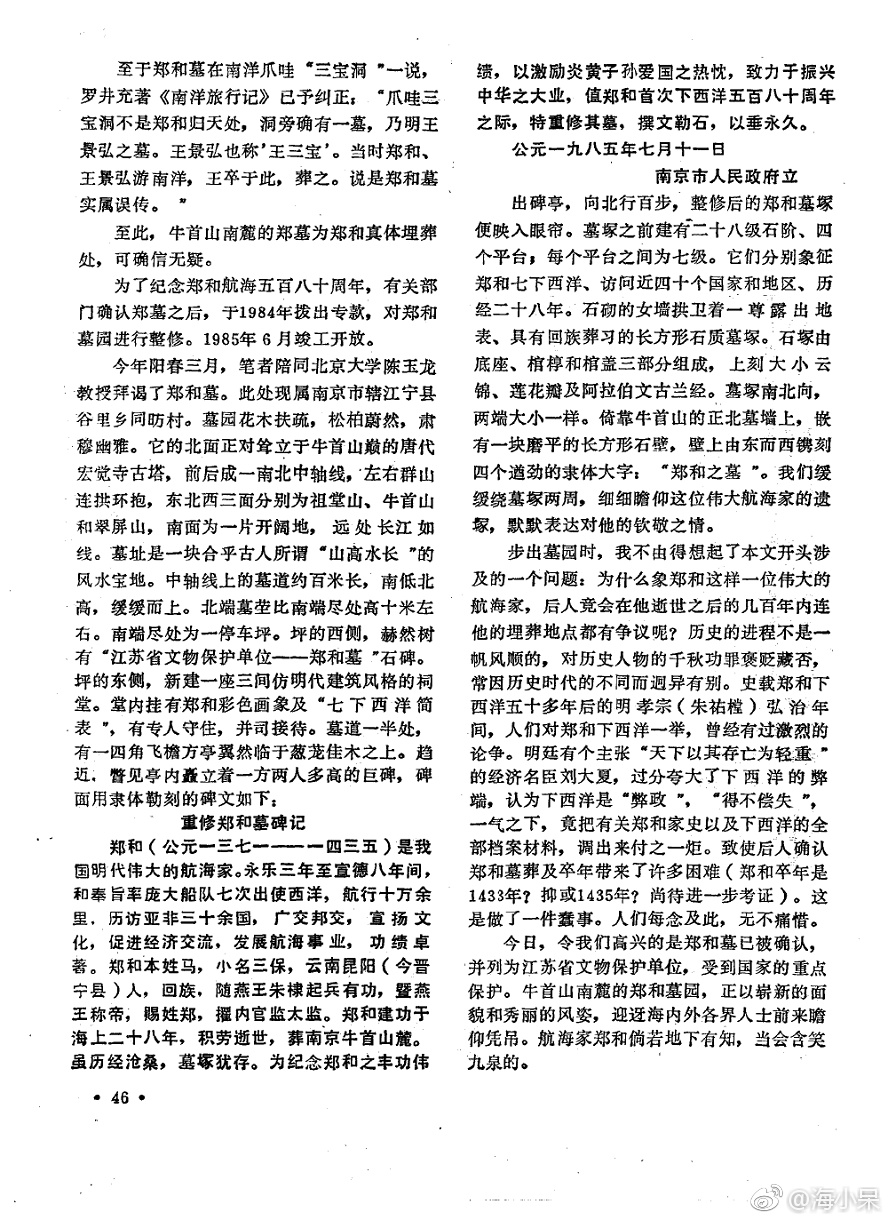 至于郑和墓在南洋爪哇“三宝洞”一说，
罗井充著《南洋旅行记》已予纠正：“爪哇三
宝洞不是郑和归天处，洞旁确有一墓，乃明王
景弘之墓。王景弘也称‘王三宝’。当时郑和、
王景弘游南洋，王卒于此，葬之。说是郑和墓
实属误传。”
至此，牛首山南麓的郑墓为郑和真体埋葬
处，可确信无疑。
为了纪念郑和航海五百八十周年，有关部
门确认郑墓之后，于1984年拨出专款，对郑和
墓园进行整修。1985年6月竣工开放。
今年阳春三月，笔者陪同北京大学陈玉龙
教授拜谒了郑和墓。此处现属南京市辖江宁县
谷里乡同昉村。墓园花木扶疏，松柏蔚然，肃
穆幽雅。它的北面正对耸立于牛首山巅的唐代
宏觉寺古塔，前后成一南北中轴线，左右群山
连拱环抱，东北西三面分别为祖堂山、牛首山
和翠屏山，南面为一片开阔地，远处长江如
线。墓址是一块合乎古人所谓“山高水长”的
风水宝地。中轴线上的墓道约百米长，南低北
高，缓缓而上。北端墓茔比南端尽处高十米左
右。南端尽处为一停车坪。坪的西侧，赫然树
有“江苏省文物保护单位——郑和墓”石碑。
坪的东侧，新建一座三间仿明代建筑风格的祠
堂。堂内挂有郑和彩色画象及“七下西洋简
表”，有专人守住，并司接待。墓道一半处，
有一四角飞檐方亭翼然临于葱茏佳木之上。趋
近，瞥见亭内矗立着一方两人多高的巨碑，碑
面用隶体勒刻的碑文如下：
重修郑和墓碑记
郑和（公元一三七一——一四三五）是我
国明代伟大的航海家。永乐三年至宣德八年间，
和奉旨率庞大船队七次出使西洋，航行十万余
里，历访亚非三十余国，广交邦交，宣扬文
化，促进经济交流，发展航海事业，功绩卓
著。郑和本姓马，小名三保，云南昆阳（今晋
宁县）人，回族，随燕王朱棣起兵有功，暨燕
王称帝，赐姓郑，擢内官监太监。郑和建功于
海上二十八年，积劳逝世，葬南京牛首山麓。
虽历经沧桑，墓塚犹存。为纪念郑和之丰功伟
绩，以激励炎黄子孙爱国之热忱，致力于振兴
中华之大业，值郑和首次下西洋五百八十周年
之际，特重修其墓，撰文勒石，以垂永久。
公元一九八五年七月十一日
南京市人民政府立
出碑亭，向北行百步，整修后的郑和墓塚
便映入眼帘。墓塚之前建有二十八级石阶、四
个平台；每个平台之间为七级。它们分别象征
郑和七下西洋、访问近四十个国家和地区、历
经二十八年。石砌的女墙拱卫着一尊露出地
表、具有回族葬习的长方形石质墓塚。石塚由
底座、棺椁和棺盖三部分组成，上刻大小云
锦、莲花瓣及阿拉伯文古兰经。墓塚南北向，
两端大小一样。倚靠牛首山的正北墓墙上，嵌
有一块磨平的长方形石壁，壁上由东而西镌刻
四个遒劲的隶体大字：“郑和之墓”。我们缓
缓绕墓塚两周，细细瞻仰这位伟大航海家的遗
塚，默默表达对他的钦敬之情。
步出墓园时，我不由得想起了本文开头涉
及的一个问题：为什么象郑和这样一位伟大的
航海家，后人竟会在他逝世之后的几百年内连
他的埋葬地点都有争议呢？历史的进程不是一
帆风顺的，对历史人物的千秋功罪褒贬藏否，
常因历史时代的不同而迥异有别。史载郑和下
西洋五十多年后的明孝宗（朱祐樘）弘治年
间，人们对郑和下西洋一举，曾经有过激烈的
论争。明廷有个主张“天下以其存亡为轻重”
的经济名臣刘大夏，过分夸大了下西洋的弊
端，认为下西洋是“弊政”，“得不偿失”，
一气之下，竟把有关郑和家史以及下西洋的全
部档案材料，调出来付之一炬。致使后人确认
郑和墓葬及卒年带来了许多困难（郑和卒年是
1433年？抑或1435年？尚待进一步考证）。这
是做了一件蠢事。人们每念及此，无不痛惜。
今日，令我们高兴的是郑和墓已被确认，
并列为江苏省文物保护单位，受到国家的重点
保护。牛首山南麓的郑和墓园，正以崭新的面
貌和秀丽的风姿，迎迓海内外各界人士前来瞻
仰凭吊。航海家郑和倘若地下有知，当会含笑
九泉的。
• 46 •
@海小呆